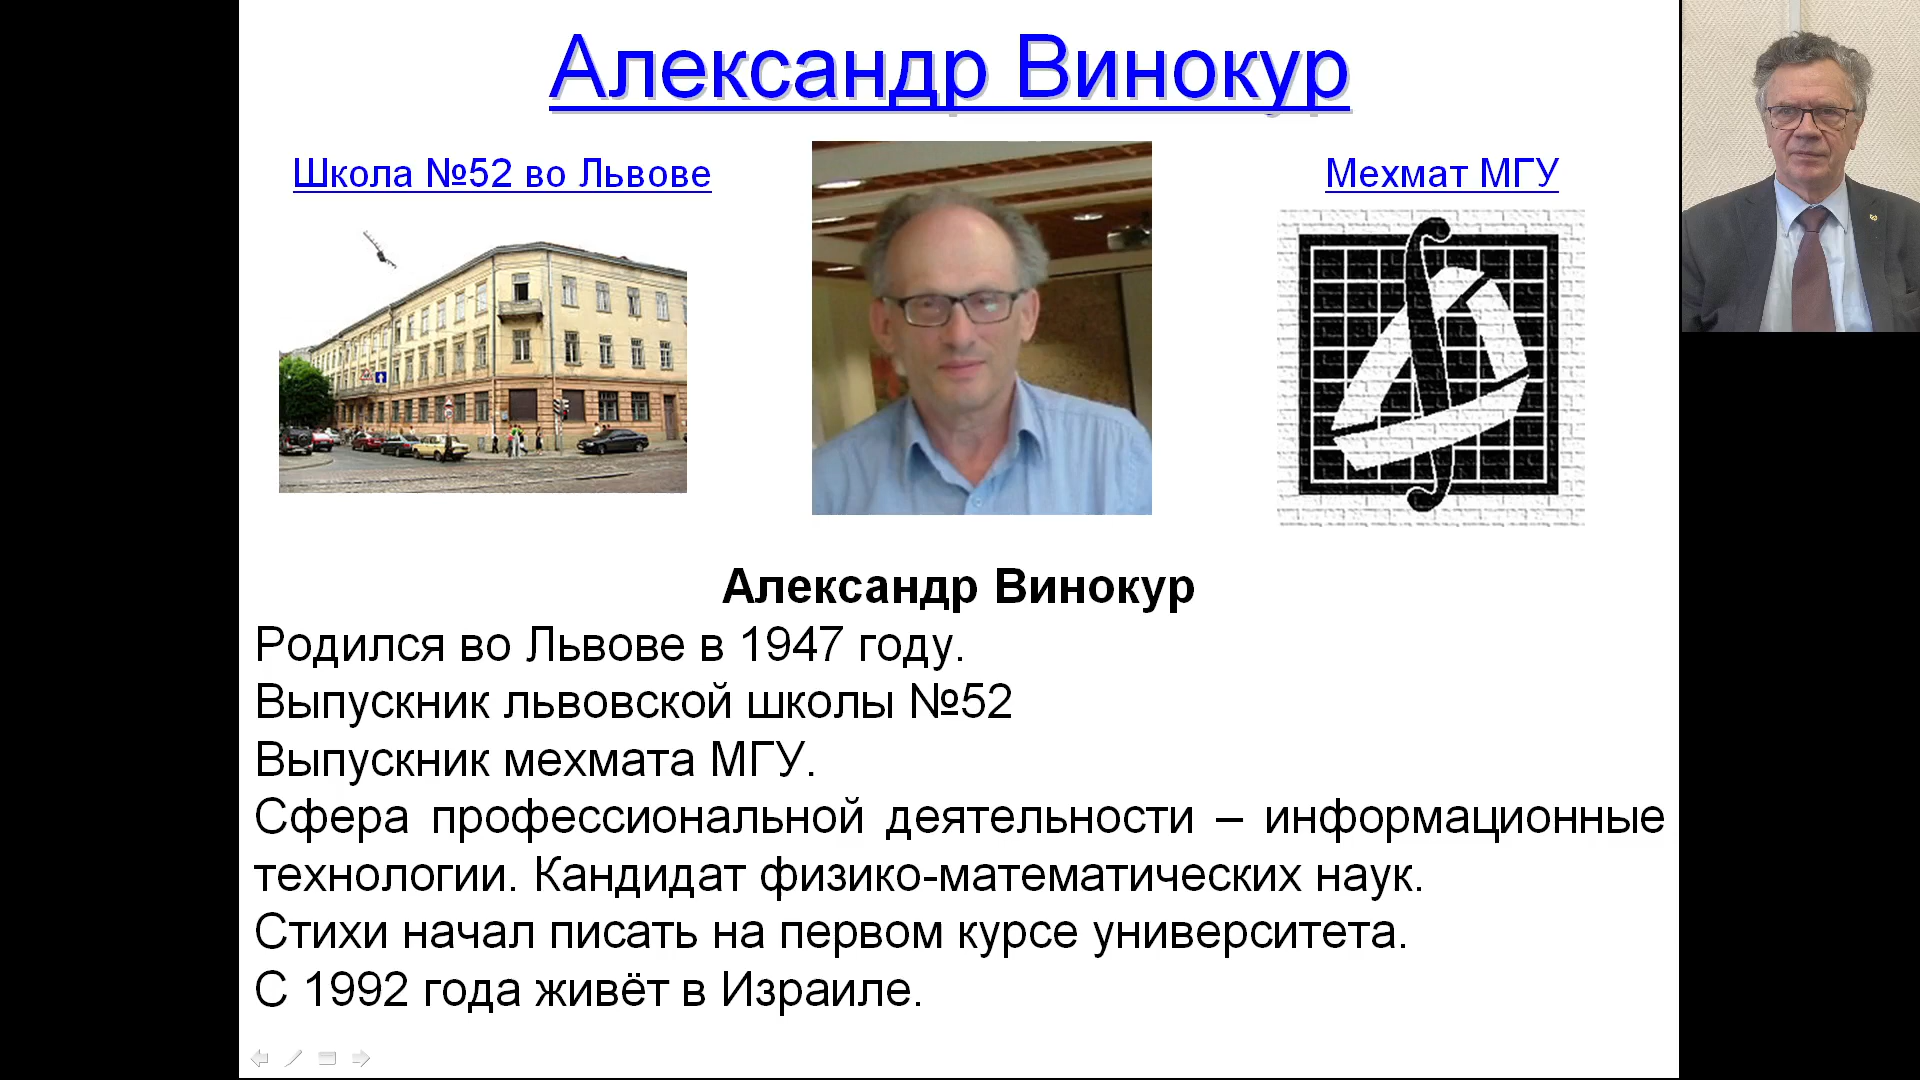 Александр Винокур
Школа №52 во Львове
Мехмат МГУ
Александр Винокур
Родился во Львове в 1947 году.
Выпускник львовской школы №52
Выпускник мехмата МГУ.
Сфера профессиональной деятельности – информационные
технологии. Кандидат физико-математических наук.
Стихи начал писать на первом курсе университета.
С 1992 года живёт в Израиле.